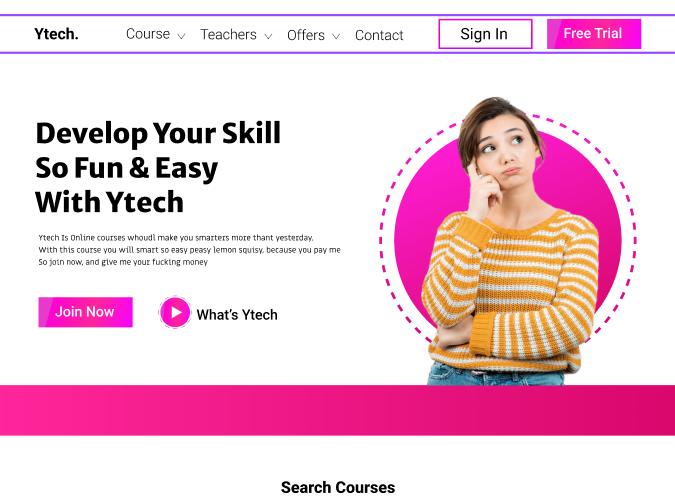 Ytech.
Course
Teachers
Offers
Contact
Sign In
Free Trial
Develop Your Skill
So Fun & Easy
With Ytech
Ytech Is Online courses whoudl make you smarters more thant yesterday.
With this course you will smart so easy peasy lemon squisy, because you pay me
So join now, and give me your fucking money
Join Now
What's Ytech
Search Courses